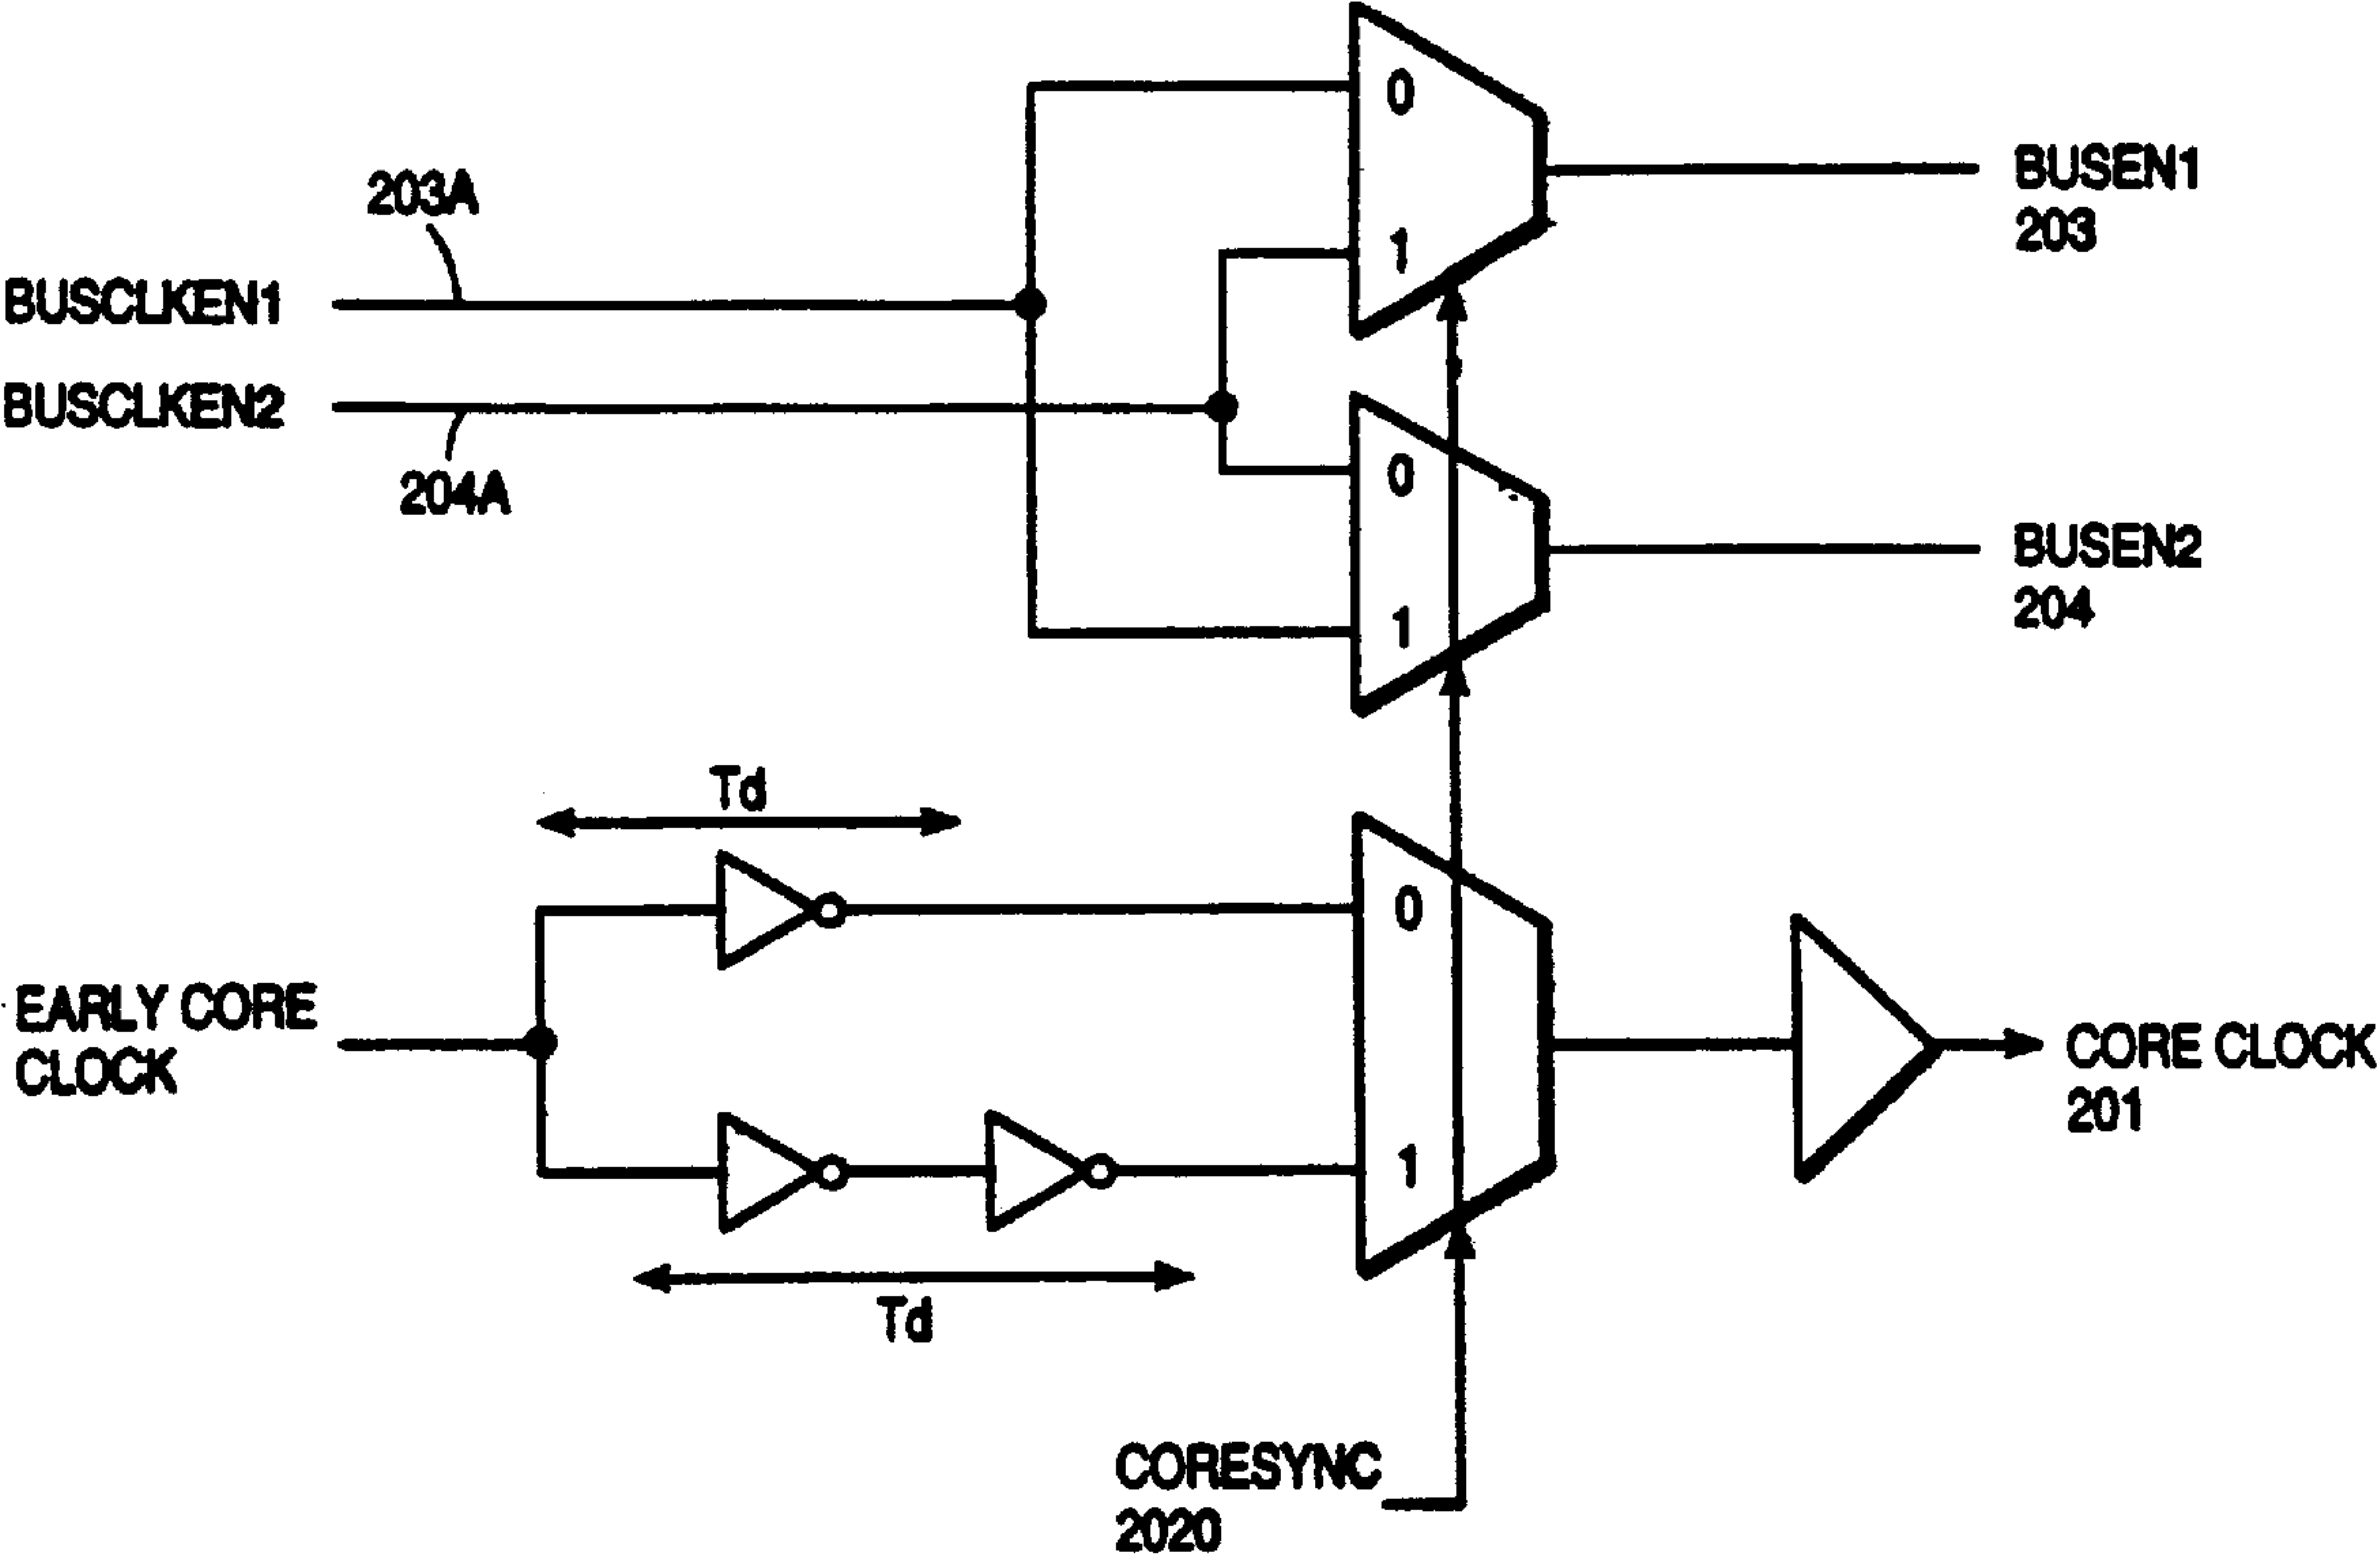 0
BUSEN1
203
203A
1
BUSCLKEN1
BUSCLKEN2
204A
0
BUSEN2
204
1
Td
0
EARLY CORE
CLOCK
CORE CLOCK
201
1
Td
CORESYNC
2020